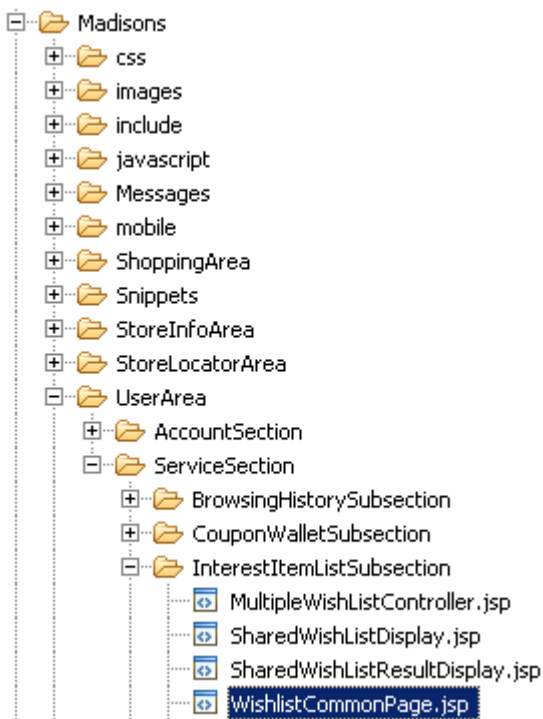 Madisons
css
images
include
javascript
Messages
mobile
ShoppingArea
Snippets
StoreInfoArea
StoreLocatorArea
UserArea
AccountSection
ServiceSection
BrowsingHistorySubsection
CouponWalletSubsection
InterestItemListSubsection
MultipleWishListController.jsp
SharedWishListDisplay.jsp
SharedWishListResultDisplay.jsp
WishlistCommonPage.jsp